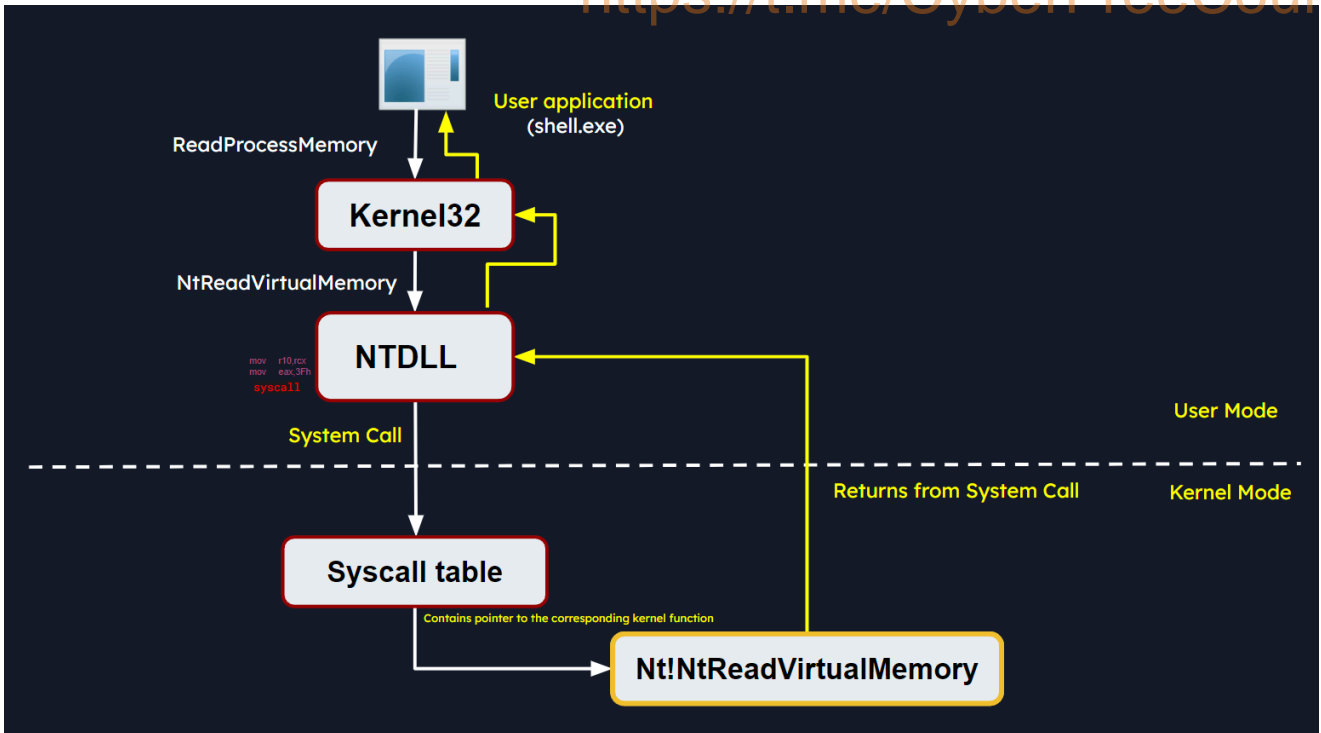 User application
(shell.exe)
ReadProcessMemory
Kernel32
NtReadVirtualMemory
NTDLL
mov r10,rcx
mov eax,3Fh
syscall
User Mode
System Call
Returns from System Call
Kernel Mode
Syscall table
Contains pointer to the corresponding kernel function
Nt!NtReadVirtualMemory